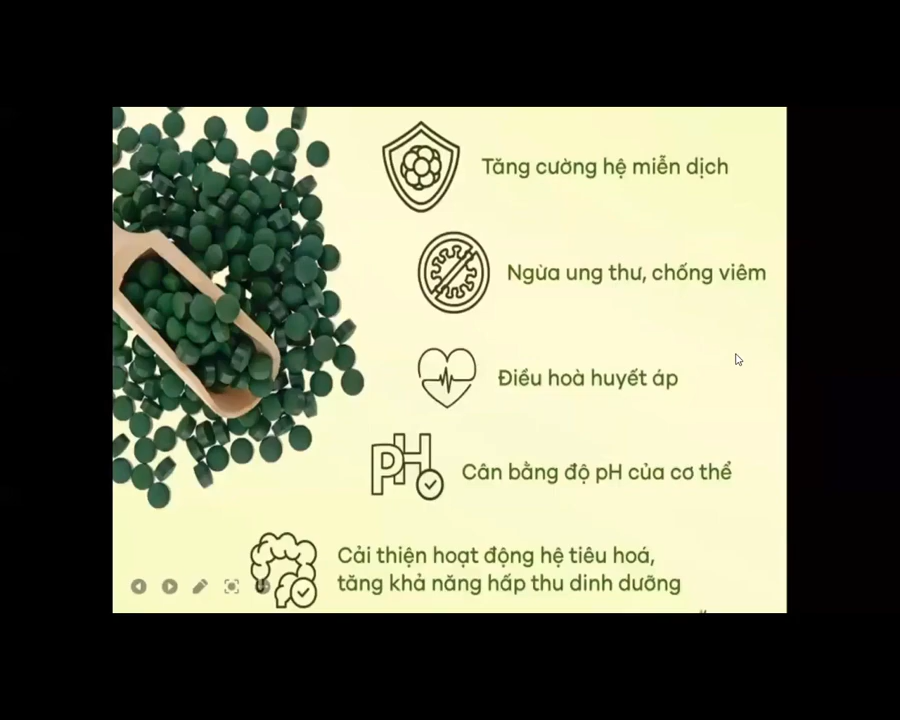 Tăng cường hệ miễn dịch
Ngừa ung thư, chống viêm
Điều hoà huyết áp
pH
Cân bằng độ pH của cơ thể
Cải thiện hoạt động hệ tiêu hoá,
tăng khả năng hấp thu dinh dưỡng